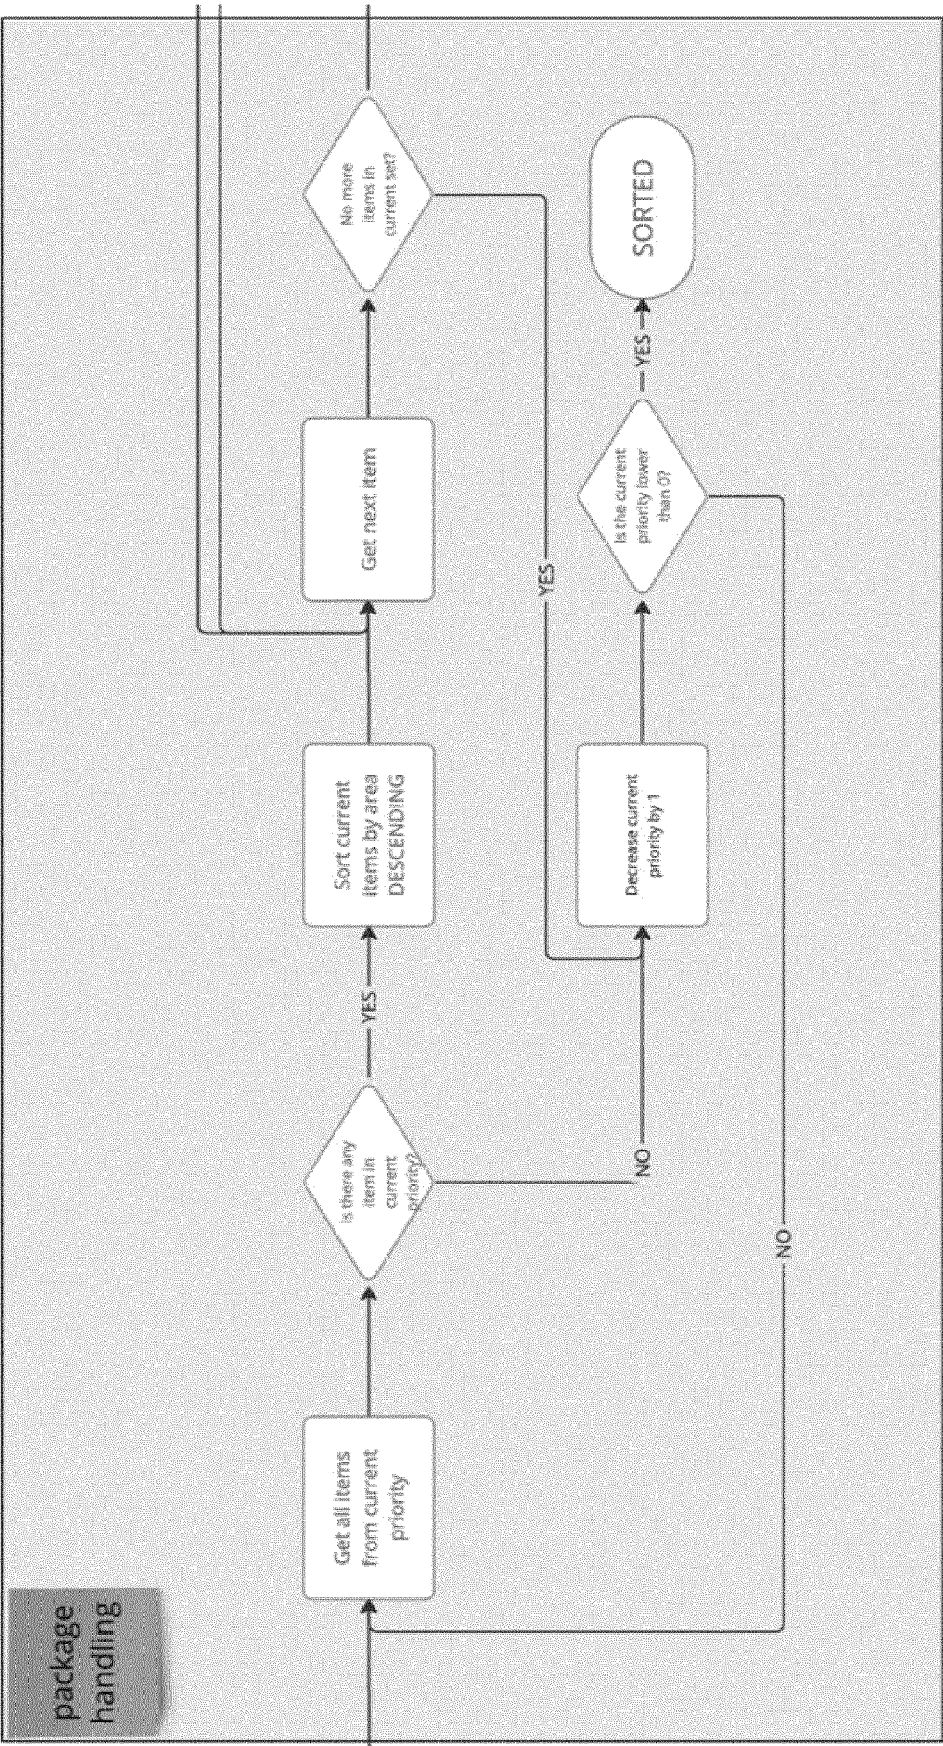 package
handling
Get all items
from current
priority
Is there any
item in
current
priority?
YES
Sort current
items by area
DESCENDING
Get next item
No more
items in
current set?
YES
NO
Decrease current
priority by 1
Is the current
priority lower
than 0?
YES
SORTED
NO